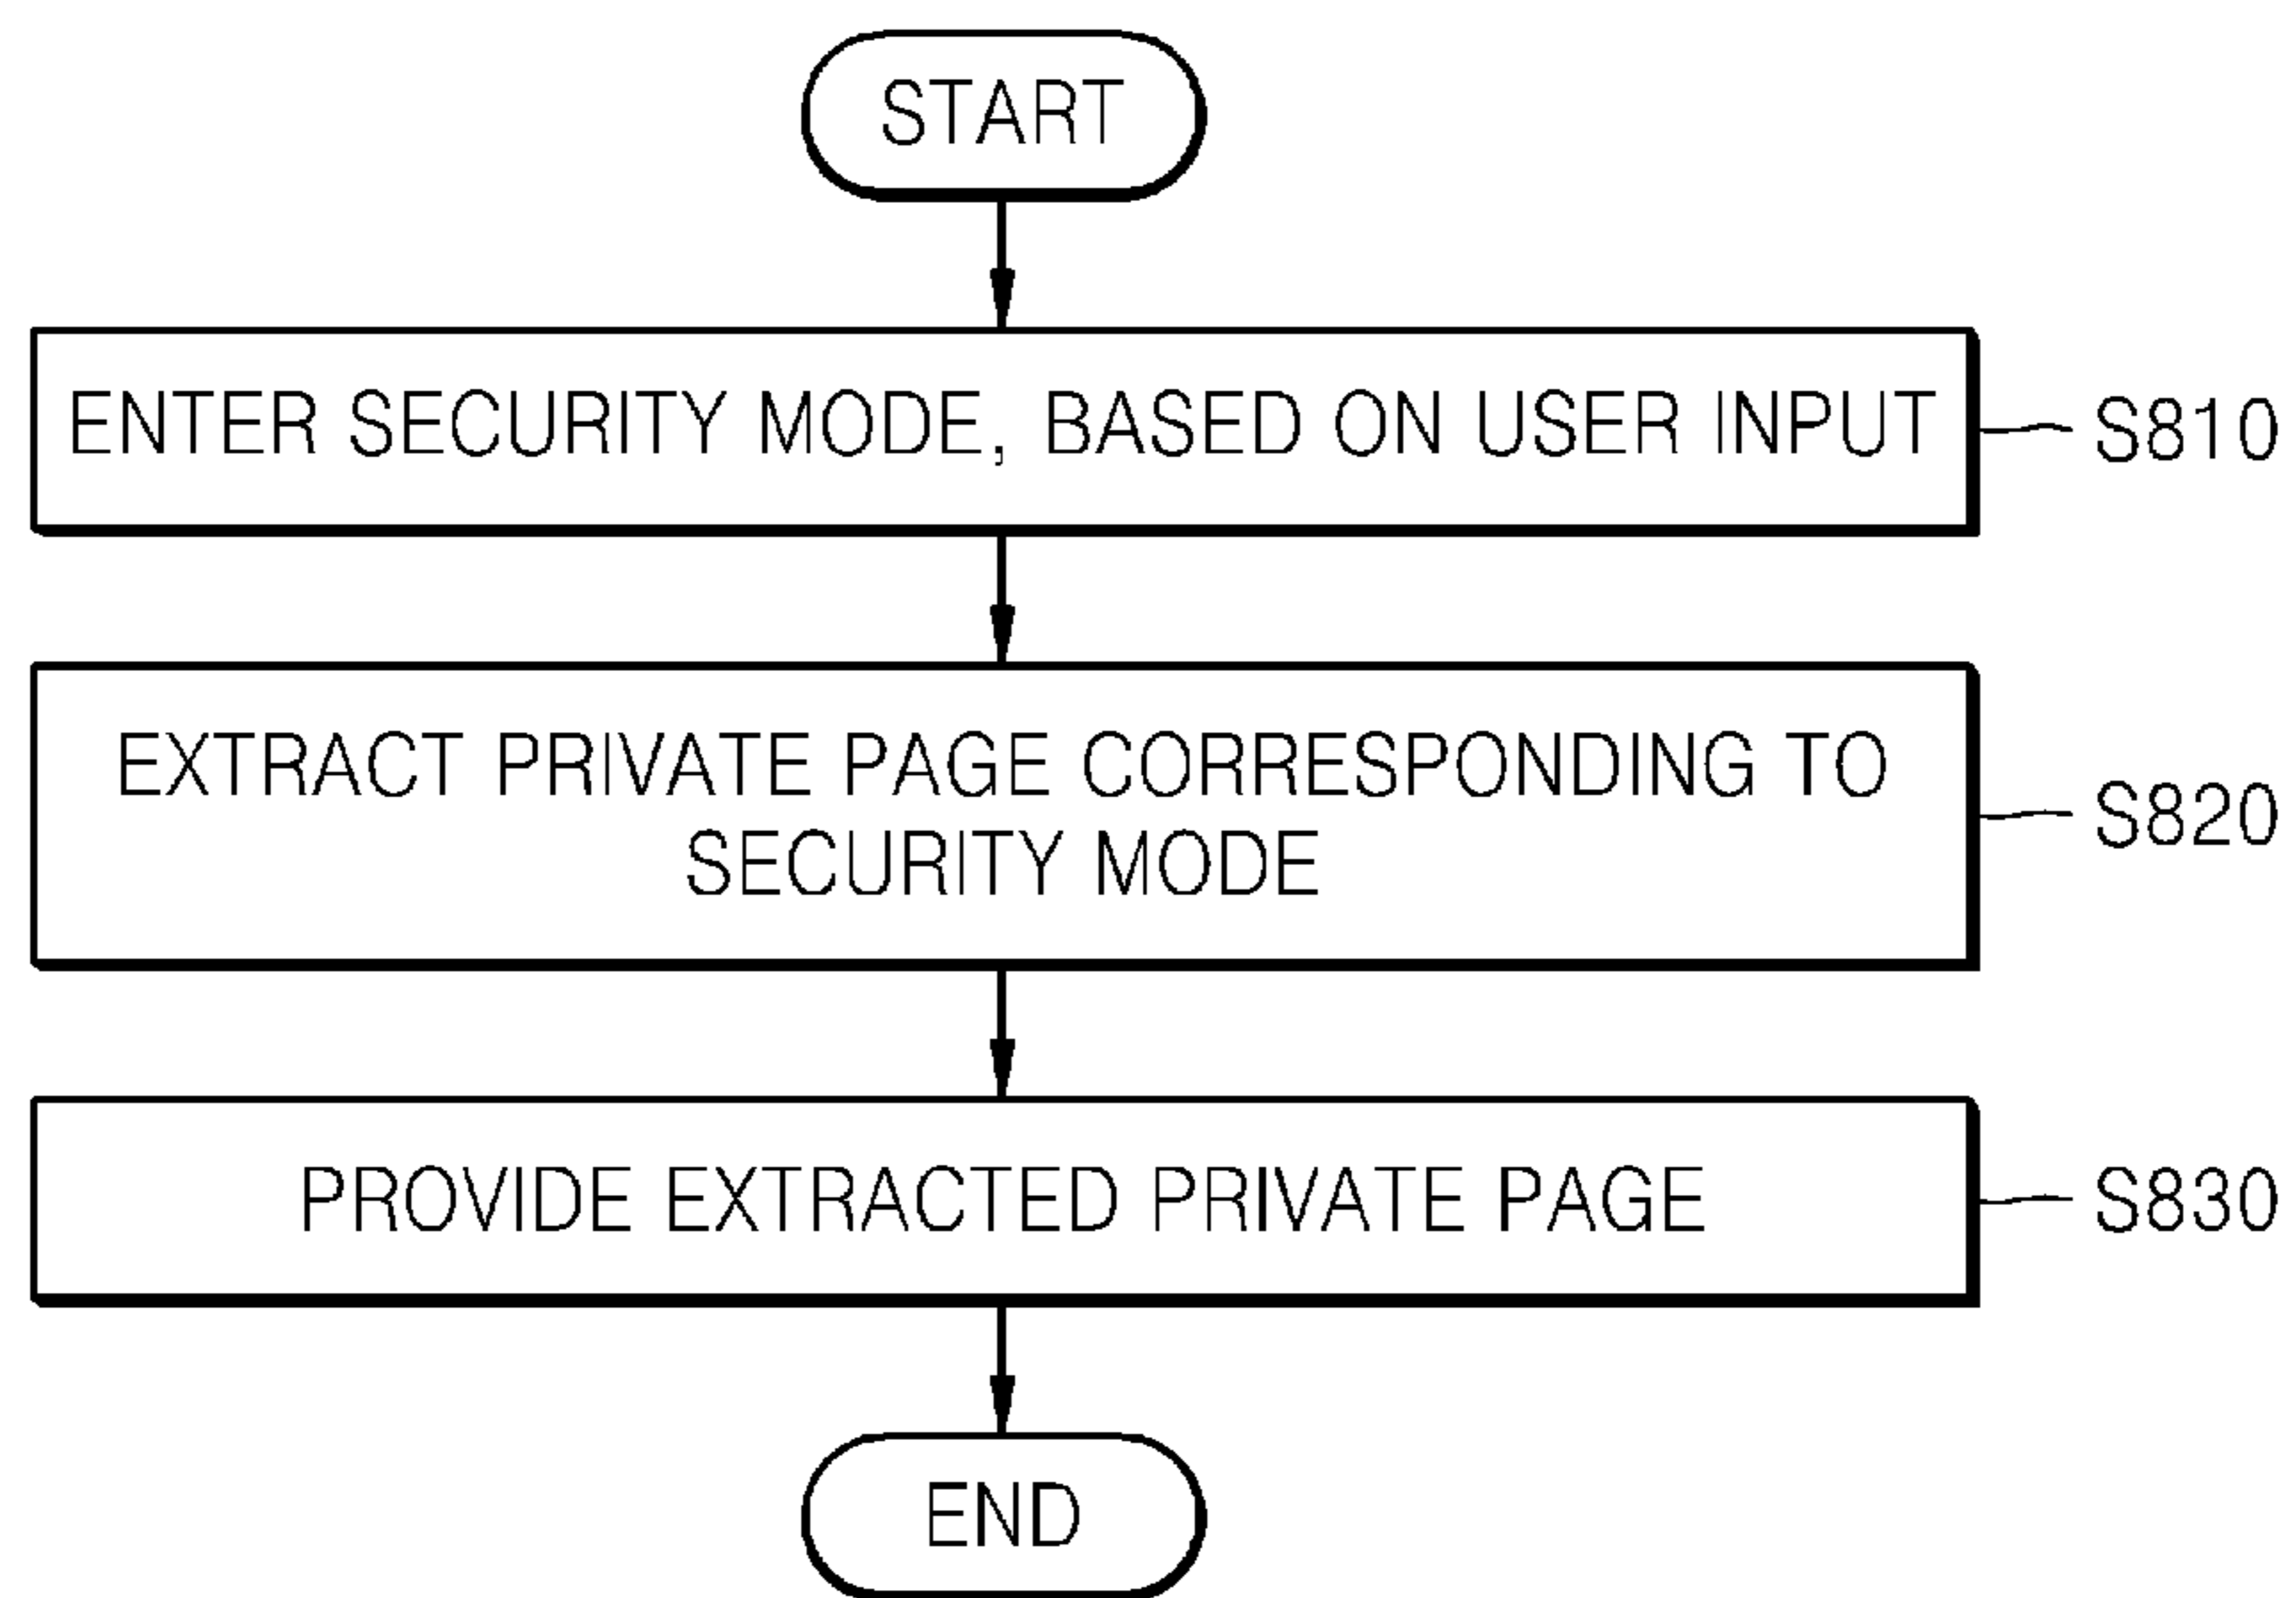 START
ENTER SECURITY MODE, BASED ON USER INPUT
S810
EXTRACT PRIVATE PAGE CORRESPONDING TO
SECURITY MODE
S820
PROVIDE EXTRACTED PRIVATE PAGE
S830
END